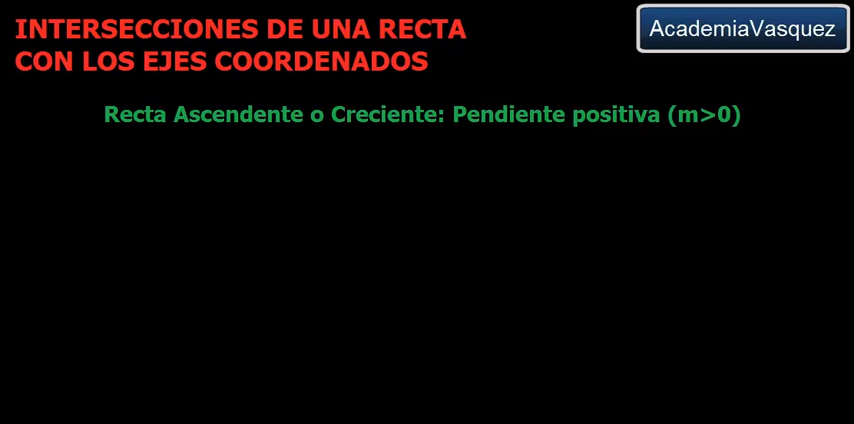 INTERSECCIONES DE UNA RECTA
CON LOS EJES COORDENADOS
AcademiaVasquez
Recta Ascendente o Creciente: Pendiente positiva (m>0)